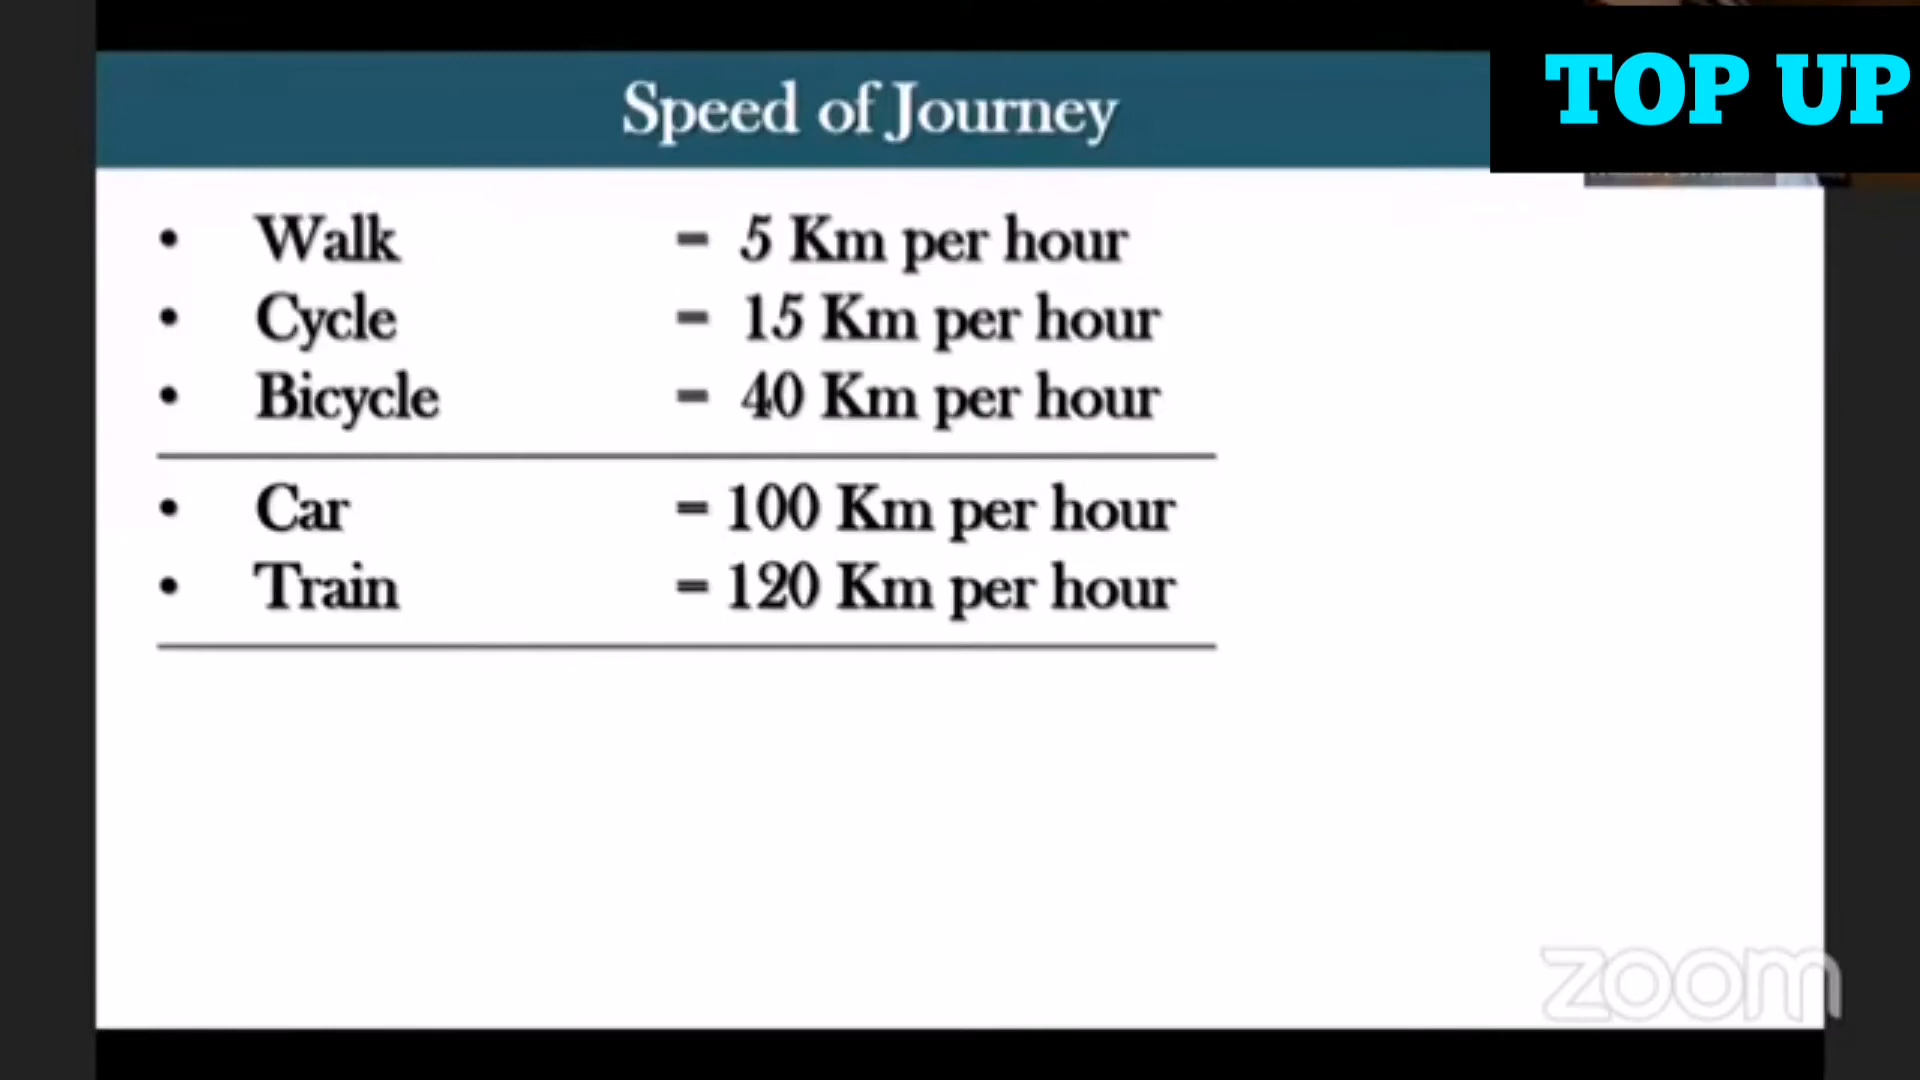 TOP UP
Speed of Journey
• Walk = 5 Km per hour
• Cycle = 15 Km per hour
• Bicycle = 40 Km per hour
• Car = 100 Km per hour
• Train = 120 Km per hour
zoom